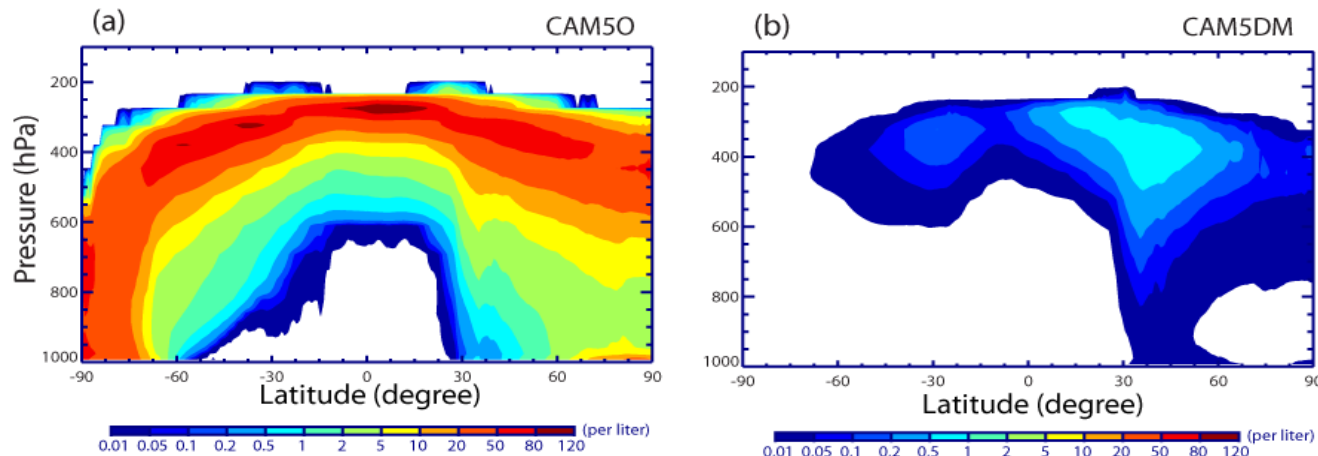 (a) CAM5O
200
400
600
800
1000
Pressure (hPa)
-90 -60 -30 0 30 60 90
Latitude (degree)
0.01 0.05 0.1 0.2 0.5 1 2 5 10 20 50 80 120 (per liter)
(b) CAM5DM
200
400
600
800
1000
-90 -60 -30 0 30 60 90
Latitude (degree)
0.01 0.05 0.1 0.2 0.5 1 2 5 10 20 50 80 120 (per liter)